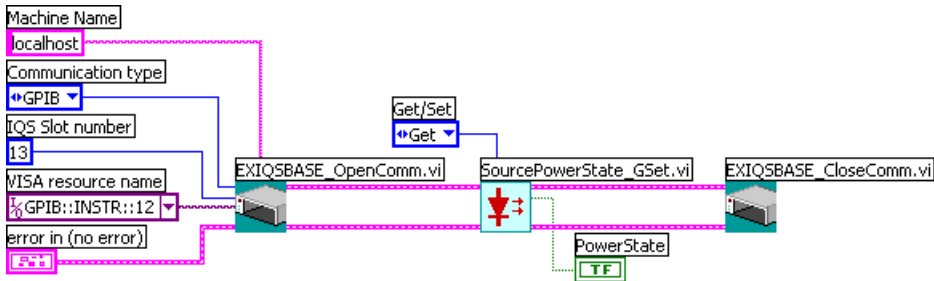 Machine Name
localhost
Communication type
GPIB
Get/Set
Get
IQS Slot number
13
EXIQSBASE_OpenComm.vi
SourcePowerState_GSet.vi
EXIQSBASE_CloseComm.vi
VISA resource name
I/O GPIB::INSTR::12
error in (no error)
PowerState
TF